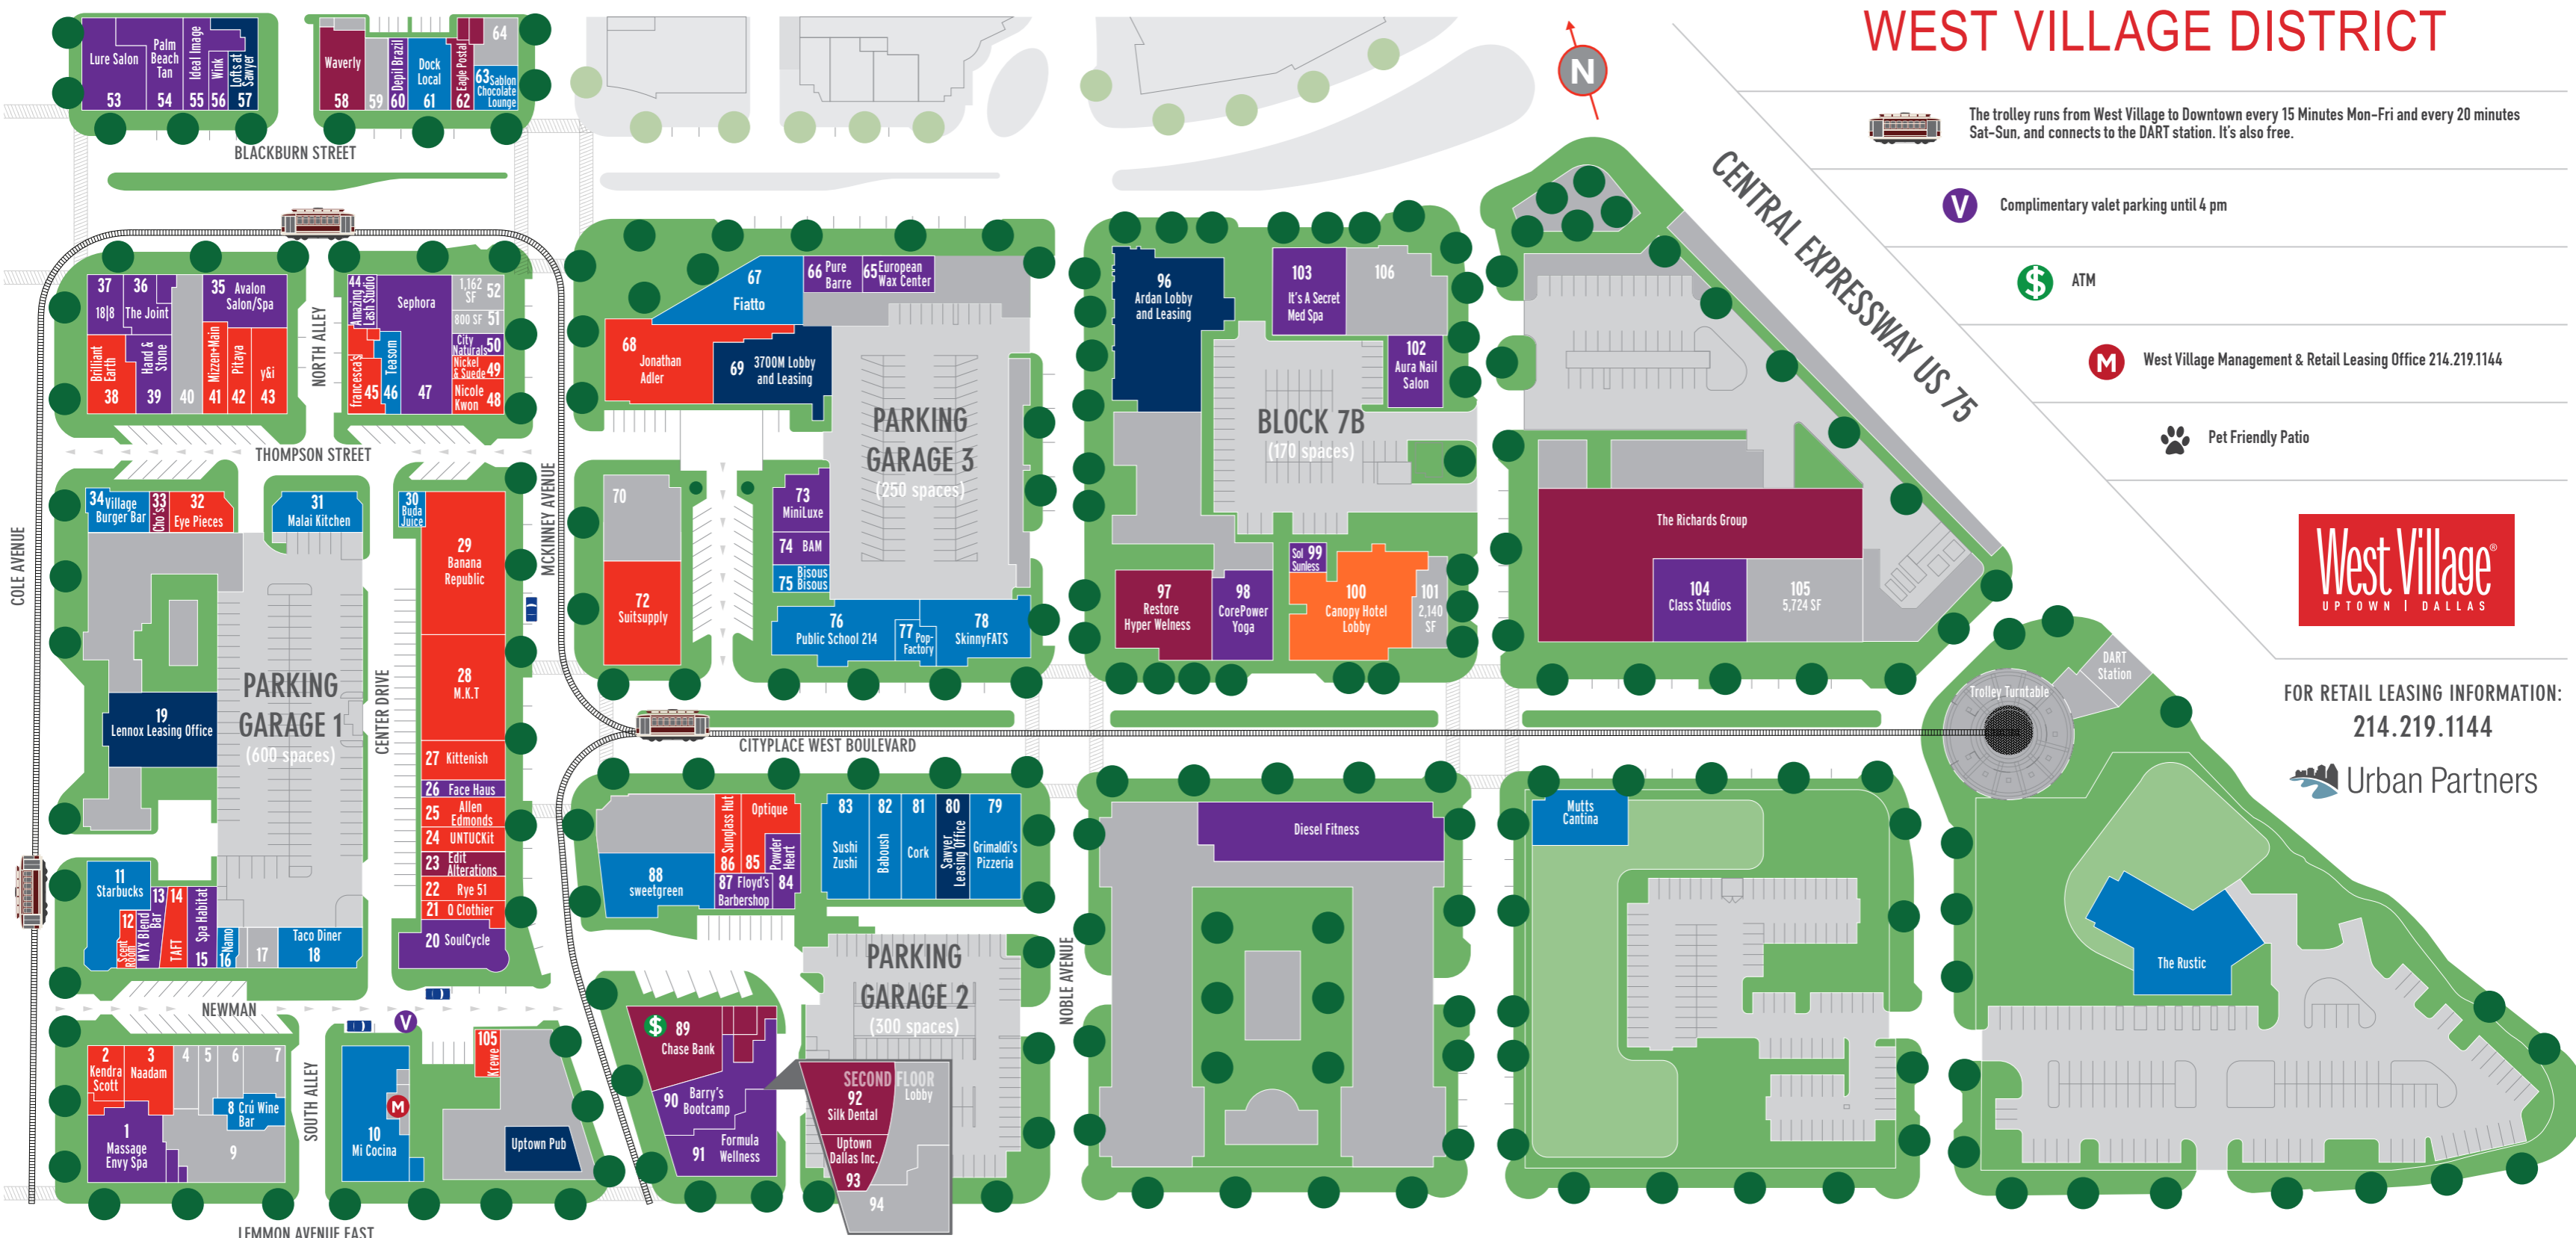 WEST VILLAGE DISTRICT
The trolley runs from West Village to Downtown every 15 Minutes Mon-Fri and every 20 minutes
Sat-Sun, and connects to the DART station. It's also free.
V
Complimentary valet parking until 4 pm
$
ATM
M
West Village Management & Retail Leasing Office 214.219.1144
Pet Friendly Patio
West Village®
UPTOWN | DALLAS
FOR RETAIL LEASING INFORMATION:
214.219.1144
Urban Partners
N
CENTRAL EXPRESSWAY US 75
Lure Salon
53
Palm
Beach
Tan
54
Ideal Image
55
Wink
56
Lofts at
Sawyer
57
Waverly
58
59
Depil Brazil
60
Dock
Local
61
Eagle Postal
62
64
63 Sablon
Chocolate
Lounge
BLACKBURN STREET
37
18|8
36
The Joint
35 Avalon
Salon/Spa
Brilliant
Earth
38
Hand &
Stone
39
40
Mizzen+Main
41
Pitaya
42
y&i
43
NORTH ALLEY
44
Amazing
Lash Studio
Sephora
47
francesca's
45
Teasom
46
1,162
SF
52
800 SF 51
City
Naturals 50
Nickel
& Suede 49
Nicole
Kwon 48
67
Fiatto
66 Pure
Barre
65 European
Wax Center
68
Jonathan
Adler
69
3700M Lobby
and Leasing
PARKING
GARAGE 3
(250 spaces)
96
Ardan Lobby
and Leasing
103
It's A Secret
Med Spa
106
102
Aura Nail
Salon
BLOCK 7B
(170 spaces)
THOMPSON STREET
COLE AVENUE
MCKINNEY AVENUE
34 Village
Burger Bar
Cho's 33
32
Eye Pieces
31
Malai Kitchen
30
Buda
Juice
29
Banana
Republic
70
73
MiniLuxe
74 BAM
75 Bisous
Bisous
72
Suitsupply
76
Public School 214
77 Pop-
Factory
78
SkinnyFATS
97
Restore
Hyper Welness
98
CorePower
Yoga
Sol 99
Sunless
100
Canopy Hotel
Lobby
101
2,140
SF
The Richards Group
104
Class Studios
105
5,724 SF
28
M.K.T
19
Lennox Leasing Office
PARKING
GARAGE 1
(600 spaces)
CENTER DRIVE
27 Kittenish
26 Face Haus
25 Allen
Edmonds
24 UNTUCKit
23 Edit
Alterations
22 Rye 51
21 Q Clothier
20 SoulCycle
CITYPLACE WEST BOULEVARD
Trolley Turntable
DART
Station
11
Starbucks
12
Scent
Room
13
MYX Blend
Bar
14
TAFT
Spa Habitat
15
Namo
16
17
Taco Diner
18
88
sweetgreen
Sunglass Hut
86
Optique
85
Powder
Heart
84
87 Floyd's
Barbershop
83
Sushi
Zushi
82
Baboush
81
Cork
80
Sawyer
Leasing Office
79
Grimaldi's
Pizzeria
Diesel Fitness
Mutts
Cantina
The Rustic
PARKING
GARAGE 2
(300 spaces)
NOBLE AVENUE
NEWMAN
V
2
Kendra
Scott
3
Naadam
4
5
6
7
8 Crú Wine
Bar
1
Massage
Envy Spa
9
SOUTH ALLEY
10
Mi Cocina
M
105
Krewe
Uptown Pub
$
89
Chase Bank
90 Barry's
Bootcamp
91
Formula
Wellness
SECOND FLOOR
Lobby
92
Silk Dental
Uptown
Dallas Inc.
93
94
LEMMON AVENUE EAST